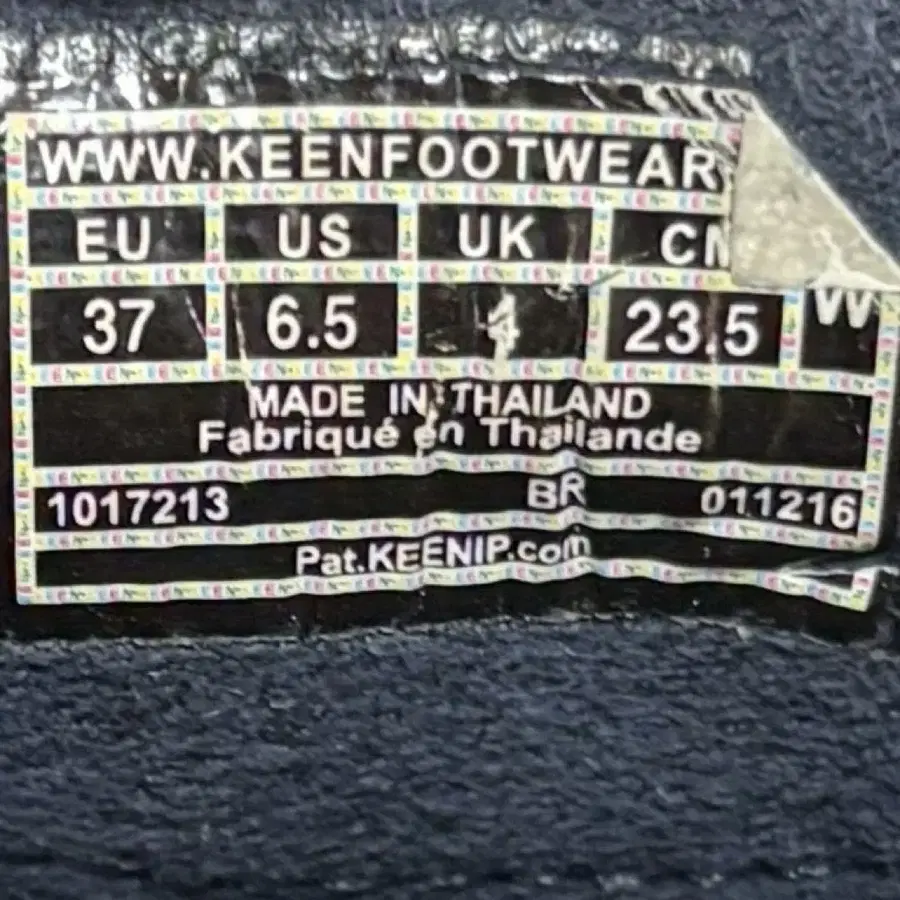 WWW.KEENFOOTWEAR
EU US UK CM
37 6.5 4 23.5 W
MADE IN THAILAND
Fabriqué en Thailande
1017213 BR 011216
Pat.KEENIP.com